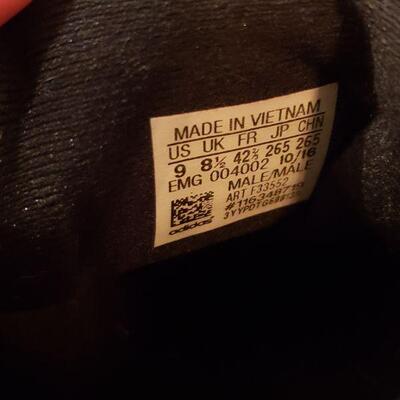 MADE IN VIETNAM
US UK FR JP CHN
9 8½ 42⅔ 265 265
EMG 004002 10/16
MALE/MALE
ART F33552
#116348719
adidas